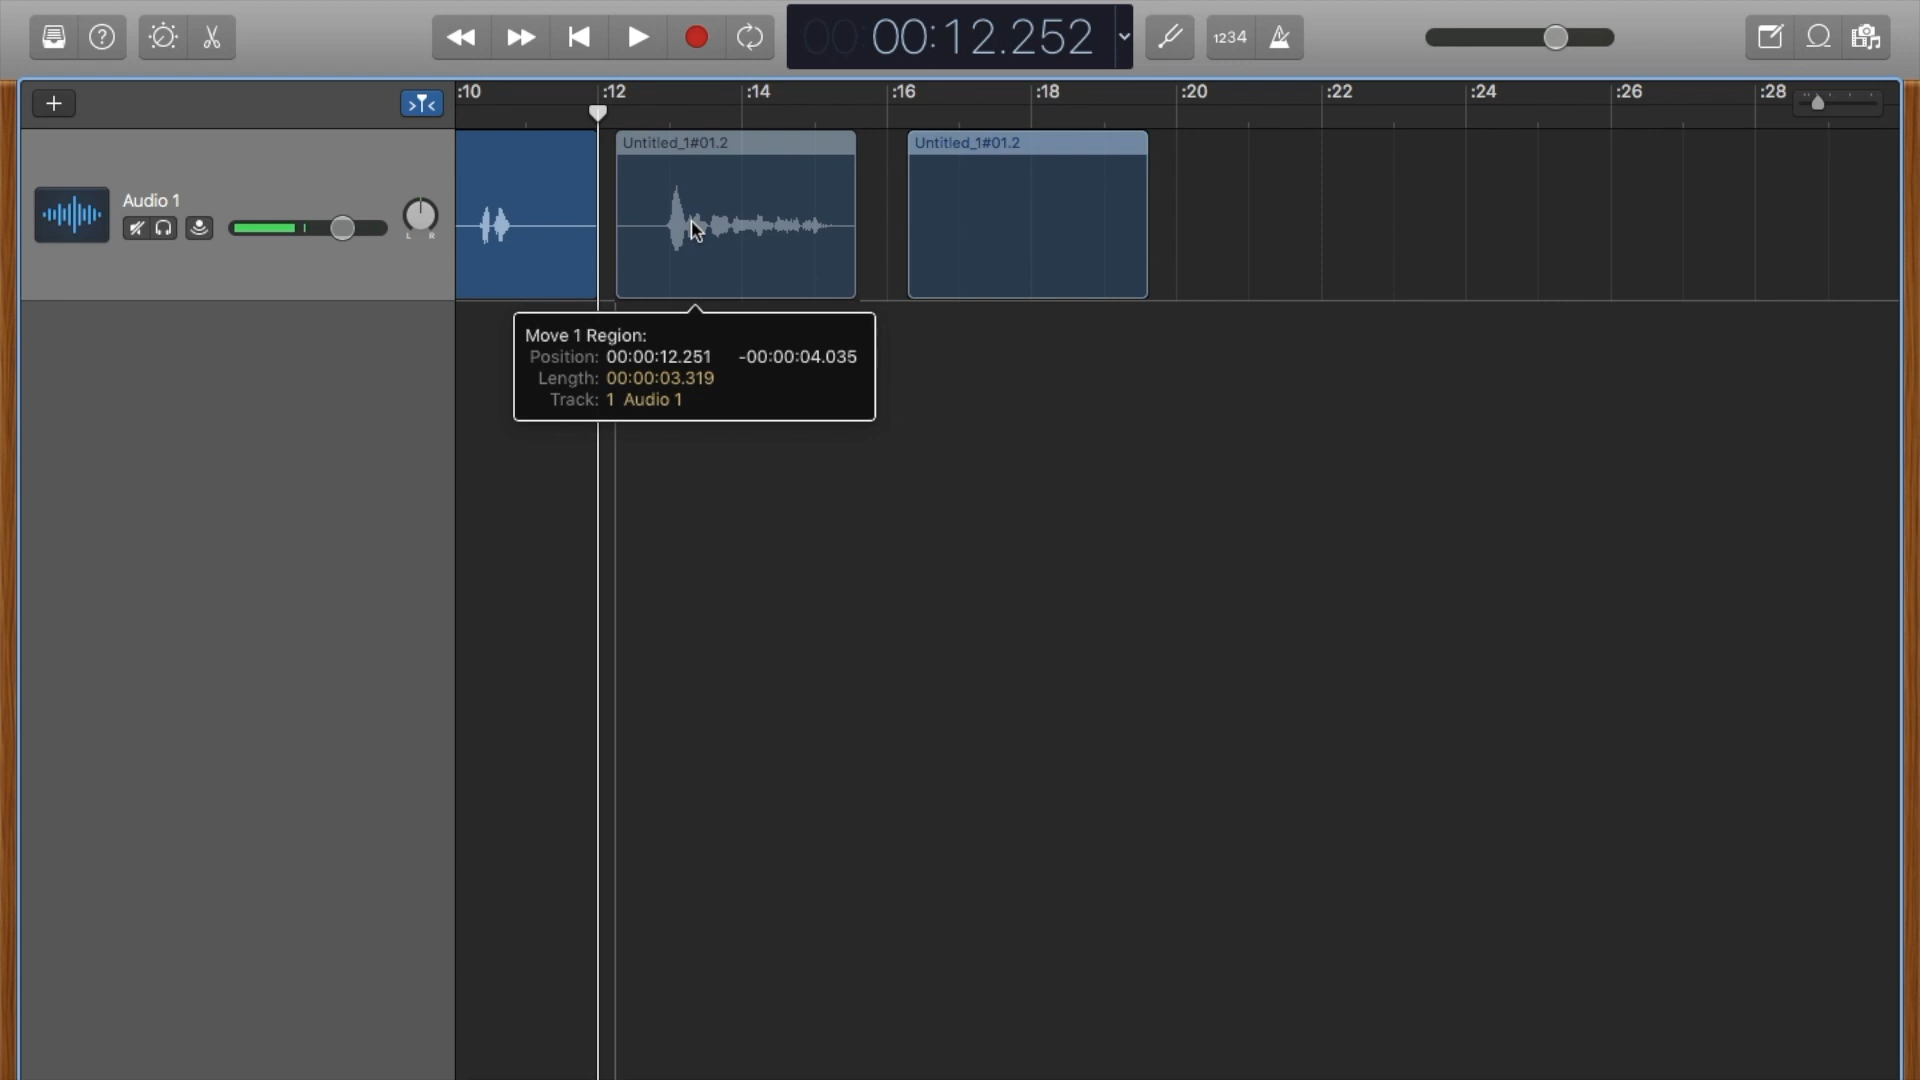 00:00:12.252
1234
:10 :12 :14 :16 :18 :20 :22 :24 :26 :28
Untitled_1#01.2
Untitled_1#01.2
Audio 1
L R
Move 1 Region:
Position: 00:00:12.251 -00:00:04.035
Length: 00:00:03.319
Track: 1 Audio 1